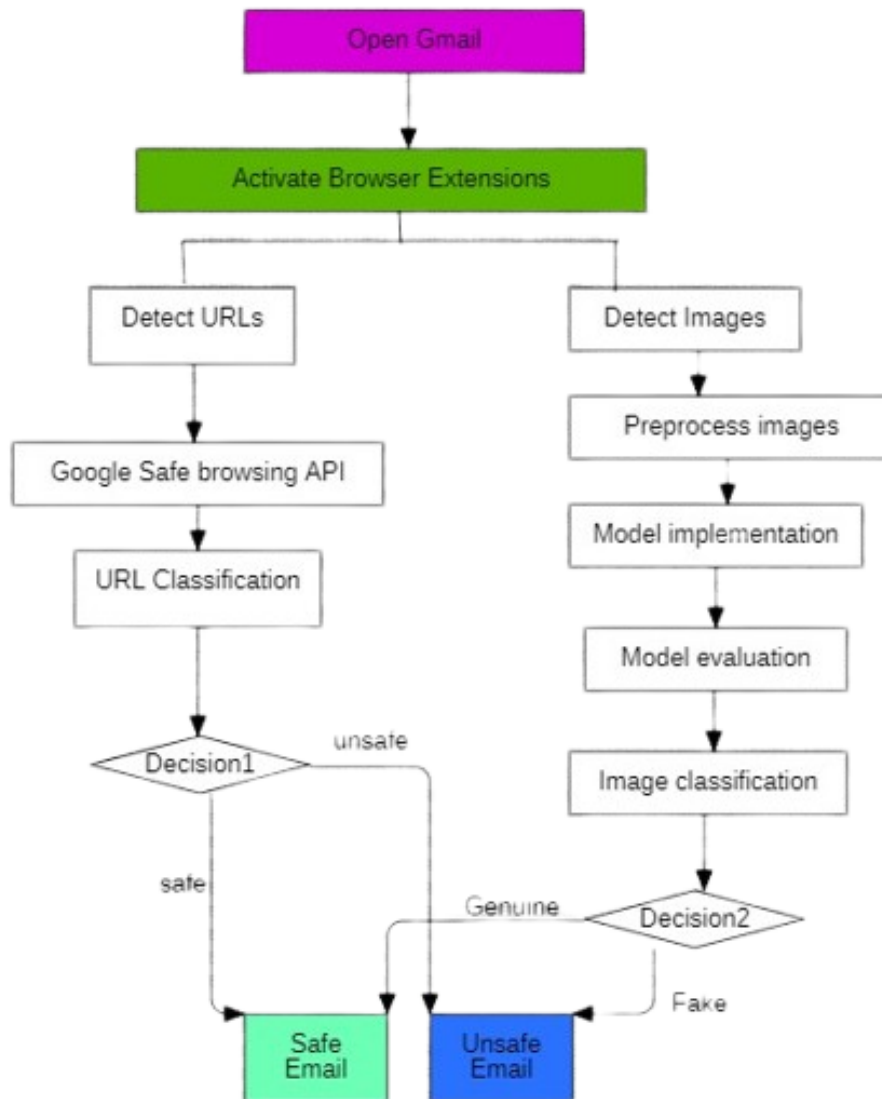 Open Gmail
Activate Browser Extensions
Detect URLs
Detect Images
Preprocess images
Google Safe browsing API
Model implementation
URL Classification
Model evaluation
unsafe
Decision1
Image classification
safe
Genuine
Decision2
Fake
Safe
Email
Unsafe
Email